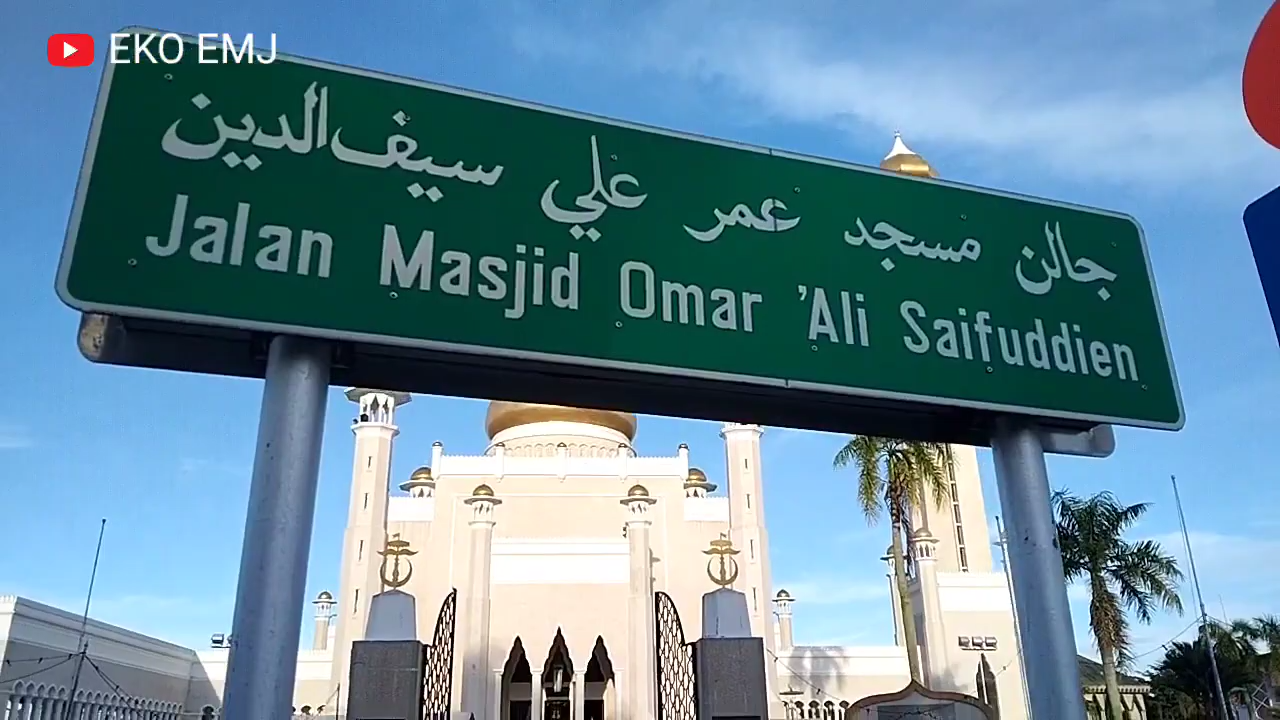 EKO EMJ
جالن مسجد عمر علي سيف الدين
Jalan Masjid Omar 'Ali Saifuddien